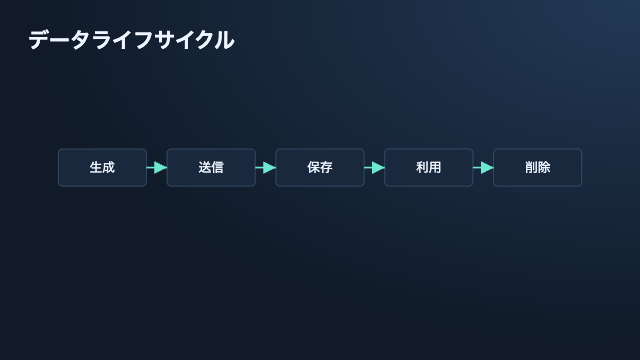 データライフサイクル
生成
送信
保存
利用
削除